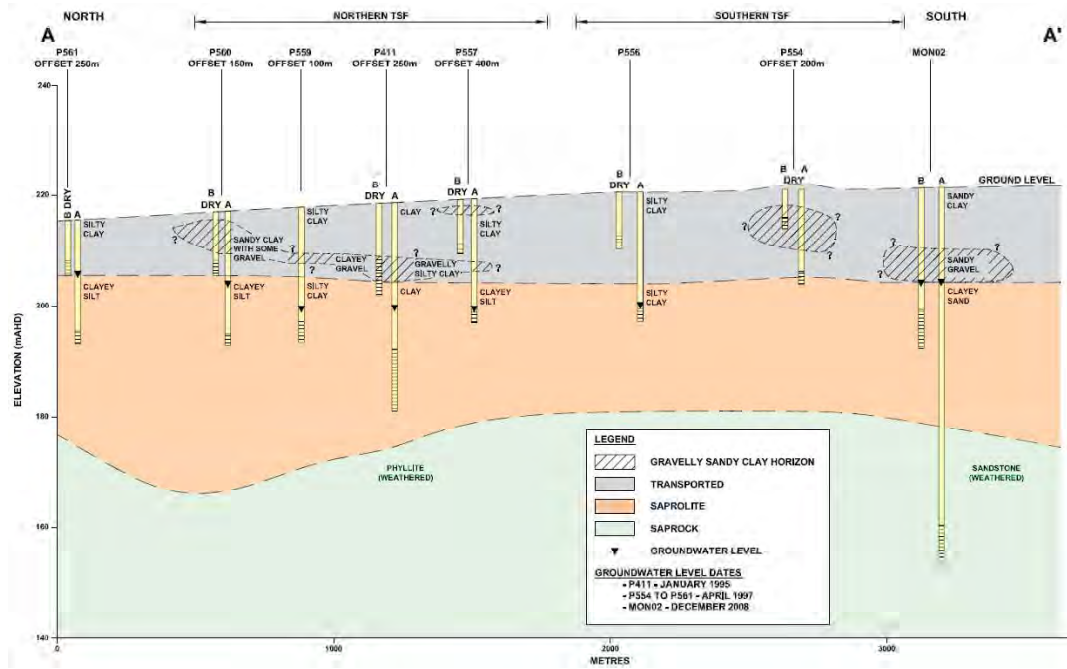 NORTH
NORTHERN TSF
SOUTHERN TSF
SOUTH
A
A'
P561
OFFSET 250m
P560
OFFSET 150m
P559
OFFSET 100m
P411
OFFSET 250m
P557
OFFSET 400m
P556
P554
OFFSET 200m
MON02
240
220
200
180
160
140
ELEVATION (mAHD)
B DRY
A
B
DRY A
B
DRY A
B
DRY A
B
DRY A
B A
DRY
B A
GROUND LEVEL
SILTY
CLAY
SILTY
CLAY
CLAY
SILTY
CLAY
SILTY
CLAY
SANDY
CLAY
? ? ? ? ? ? ? ? ? ? ? ? ?
SANDY CLAY
WITH SOME
GRAVEL
CLAYEY
GRAVEL
GRAVELLY
SILTY CLAY
SANDY
GRAVEL
CLAYEY
SILT
CLAYEY
SILT
SILTY
CLAY
CLAY
CLAYEY
SILT
SILTY
CLAY
CLAYEY
SAND
PHYLLITE
(WEATHERED)
SANDSTONE
(WEATHERED)
LEGEND
GRAVELLY SANDY CLAY HORIZON
TRANSPORTED
SAPROLITE
SAPROCK
GROUNDWATER LEVEL
GROUNDWATER LEVEL DATES
- P411 - JANUARY 1995
- P554 TO P561 - APRIL 1997
- MON02 - DECEMBER 2008
0
1000
2000
3000
METRES